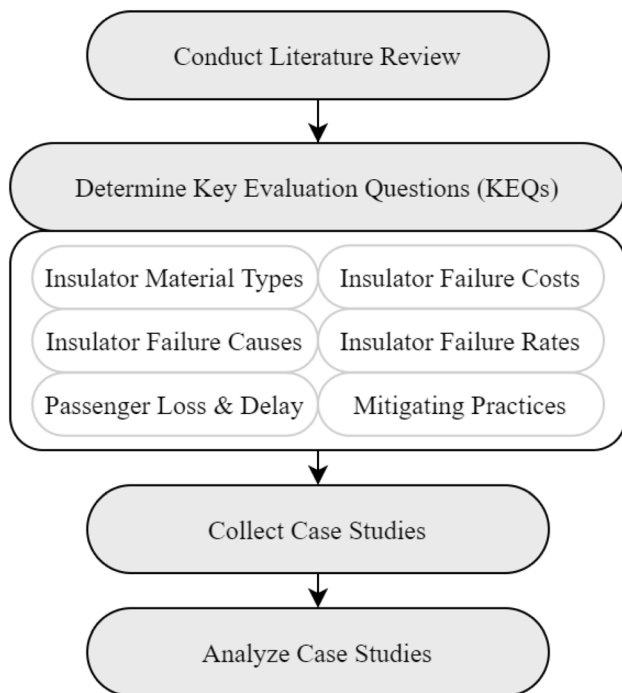 Conduct Literature Review
Determine Key Evaluation Questions (KEQs)
Insulator Material Types
Insulator Failure Costs
Insulator Failure Causes
Insulator Failure Rates
Passenger Loss & Delay
Mitigating Practices
Collect Case Studies
Analyze Case Studies